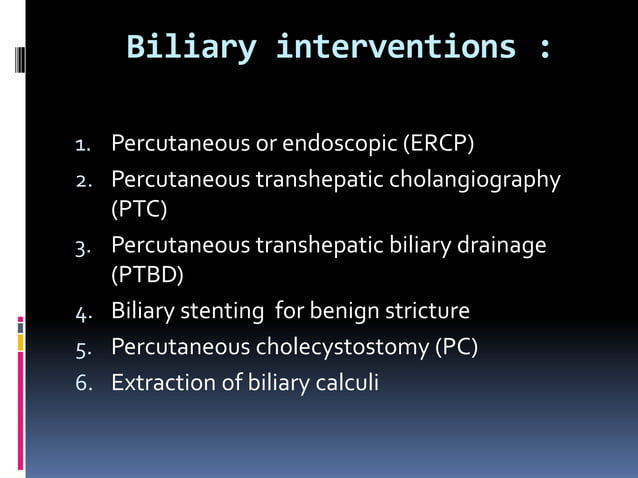 Biliary interventions :
1. Percutaneous or endoscopic (ERCP)
2. Percutaneous transhepatic cholangiography
(PTC)
3. Percutaneous transhepatic biliary drainage
(PTBD)
4. Biliary stenting for benign stricture
5. Percutaneous cholecystostomy (PC)
6. Extraction of biliary calculi